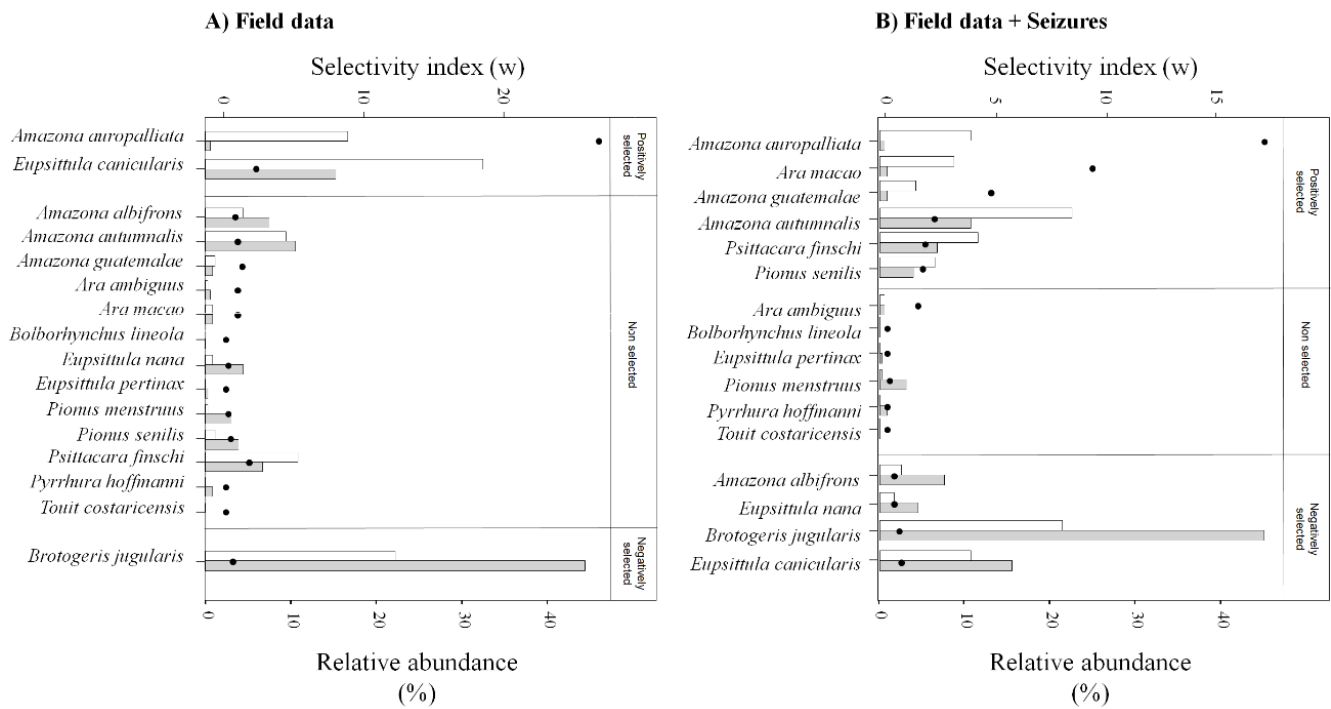 A) Field data
Selectivity index (w)
0 10 20
Amazona auropalliata
Eupsittula canicularis
Positively
selected
Amazona albifrons
Amazona autumnalis
Amazona guatemalae
Ara ambiguus
Ara macao
Bolborhynchus lineola
Eupsittula nana
Eupsittula pertinax
Pionus menstruus
Pionus senilis
Psittacara finschi
Pyrrhura hoffmanni
Touit costaricensis
Non selected
Brotogeris jugularis
Negatively
selected
0 10 20 30 40
Relative abundance
(%)
B) Field data + Seizures
Selectivity index (w)
0 5 10 15
Amazona auropalliata
Ara macao
Amazona guatemalae
Amazona autumnalis
Psittacara finschi
Pionus senilis
Positively
selected
Ara ambiguus
Bolborhynchus lineola
Eupsittula pertinax
Pionus menstruus
Pyrrhura hoffmanni
Touit costaricensis
Non selected
Amazona albifrons
Eupsittula nana
Brotogeris jugularis
Eupsittula canicularis
Negatively
selected
0 10 20 30 40
Relative abundance
(%)